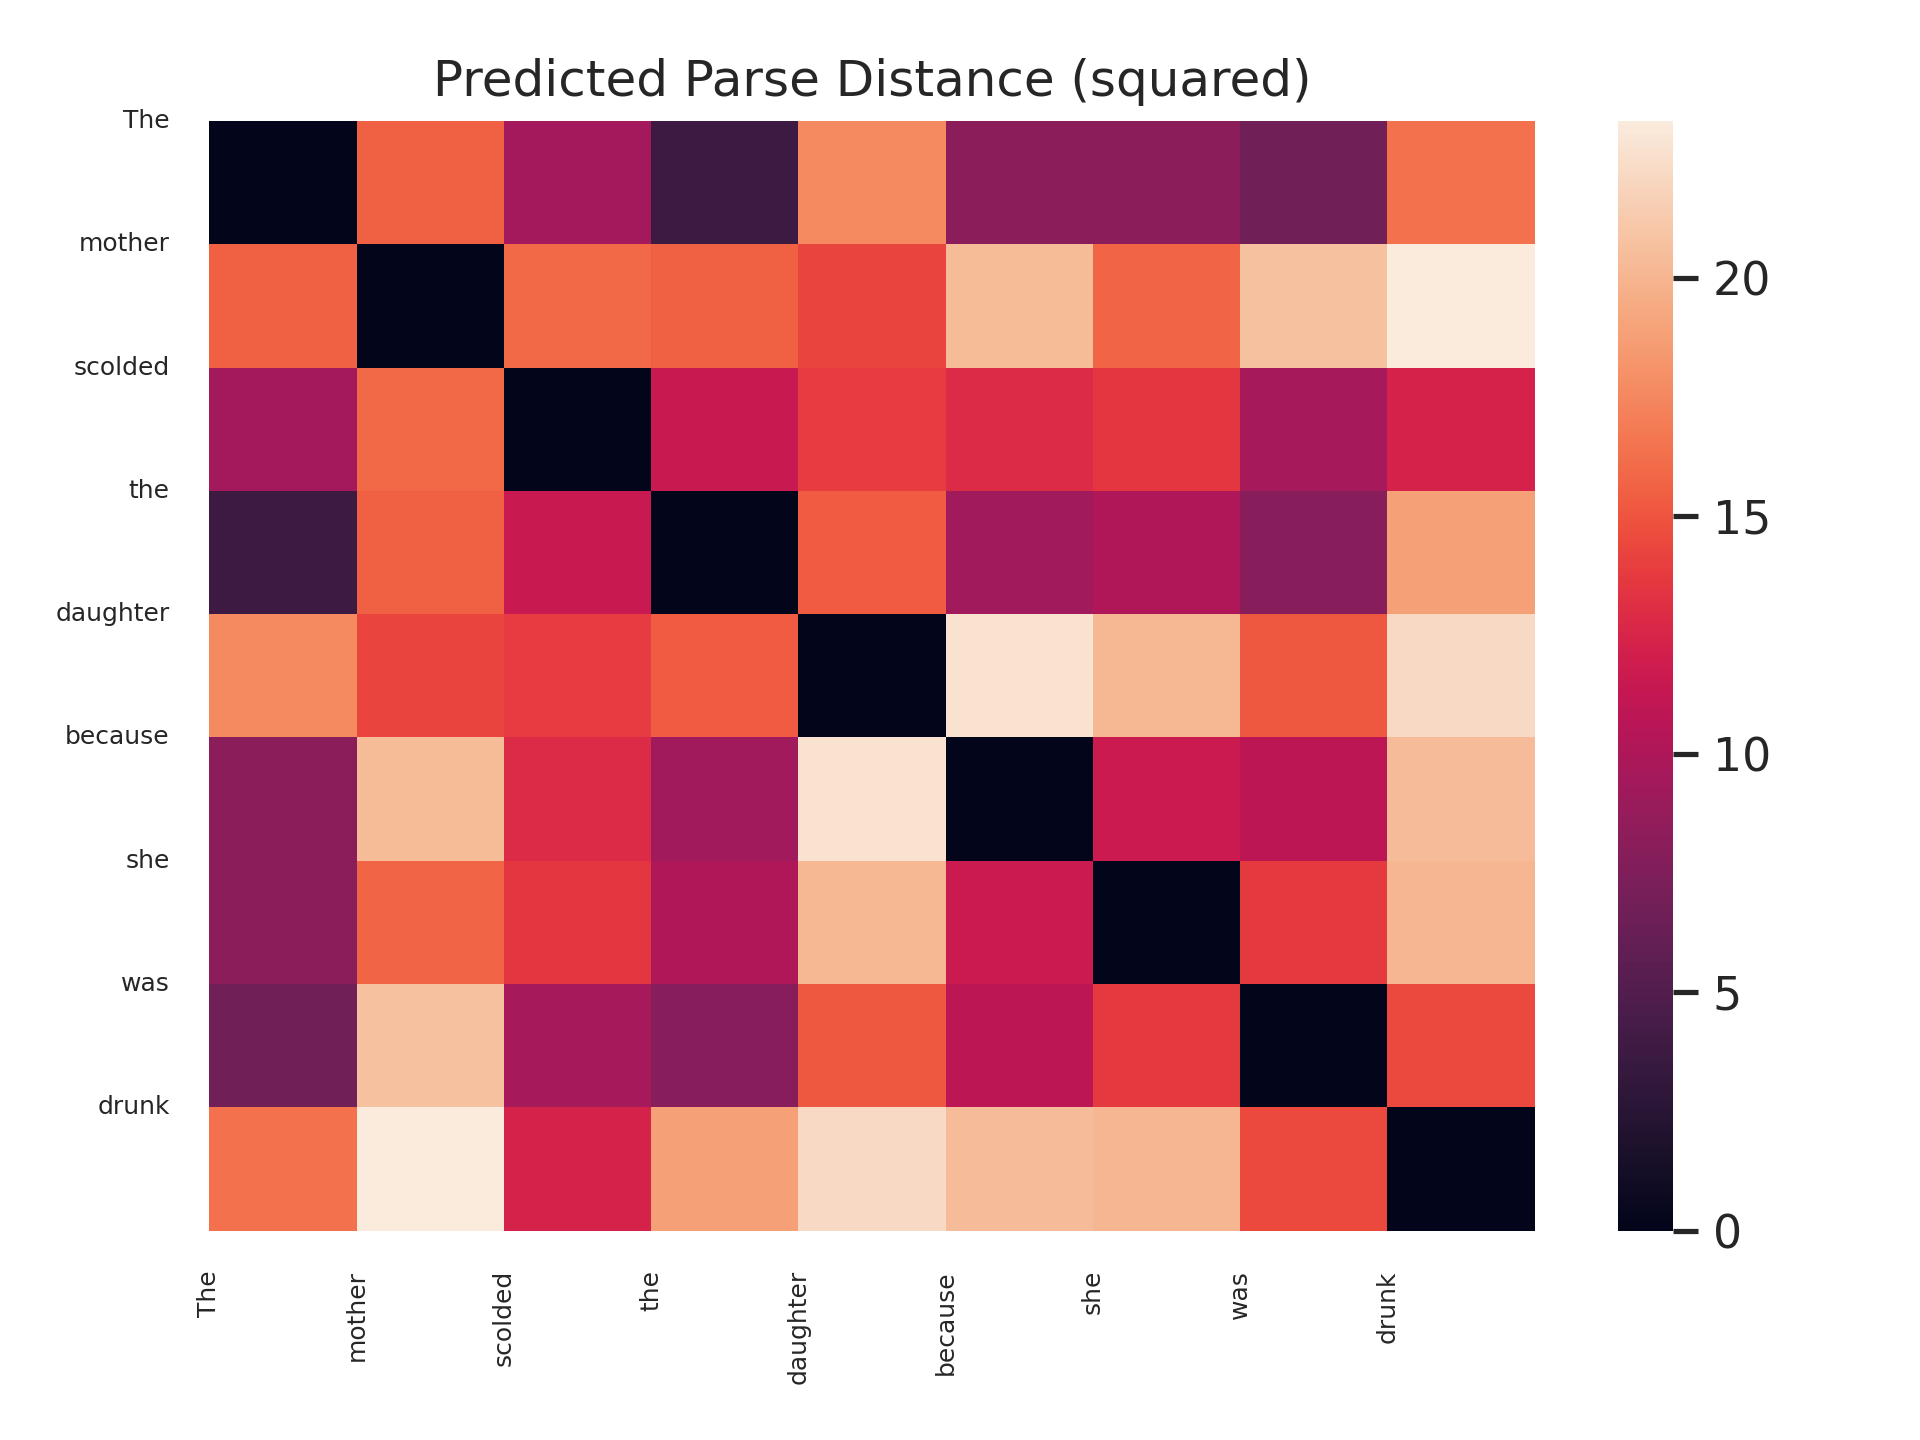 Predicted Parse Distance (squared)
The
mother
scolded
the
daughter
because
she
was
drunk
The
mother
scolded
the
daughter
because
she
was
drunk
20
15
10
5
0